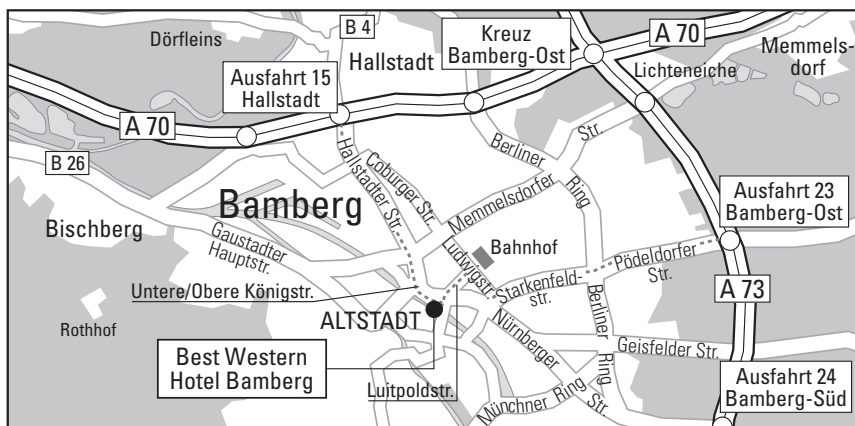 B 4
Dörfleins
Hallstadt
Kreuz
Bamberg-Ost
A 70
Memmels-
dorf
Ausfahrt 15
Hallstadt
Lichteneiche
A 70
Str.
B 26
Berliner
Ring
Hallstadter Str.
Coburger Str.
Memmelsdorfer
Ausfahrt 23
Bamberg-Ost
Bamberg
Bischberg
Gaustadter
Hauptstr.
Ludwigstr.
Bahnhof
Pödeldorfer
Str.
Starkenfeld-
str.
A 73
Untere/Obere Königstr.
ALTSTADT
Rothhof
Nürnberger
Str.
Berliner
Ring
Geisfelder Str.
Best Western
Hotel Bamberg
Luitpoldstr.
Münchner Ring
Ausfahrt 24
Bamberg-Süd